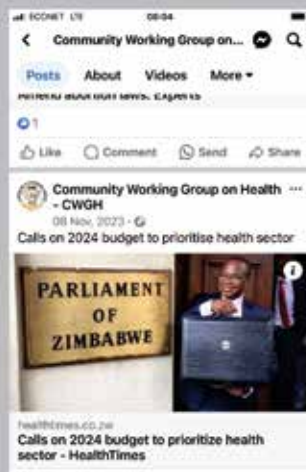 ECONET LTE 08:04
Community Working Group on...
Posts About Videos More
Amend abortion laws: Experts
1
Like Comment Send Share
Community Working Group on Health ...
- CWGH
08 Nov, 2023 ·
Calls on 2024 budget to prioritise health sector
PARLIAMENT
OF
ZIMBABWE
i
healthtimes.co.zw
Calls on 2024 budget to prioritize health
sector - HealthTimes